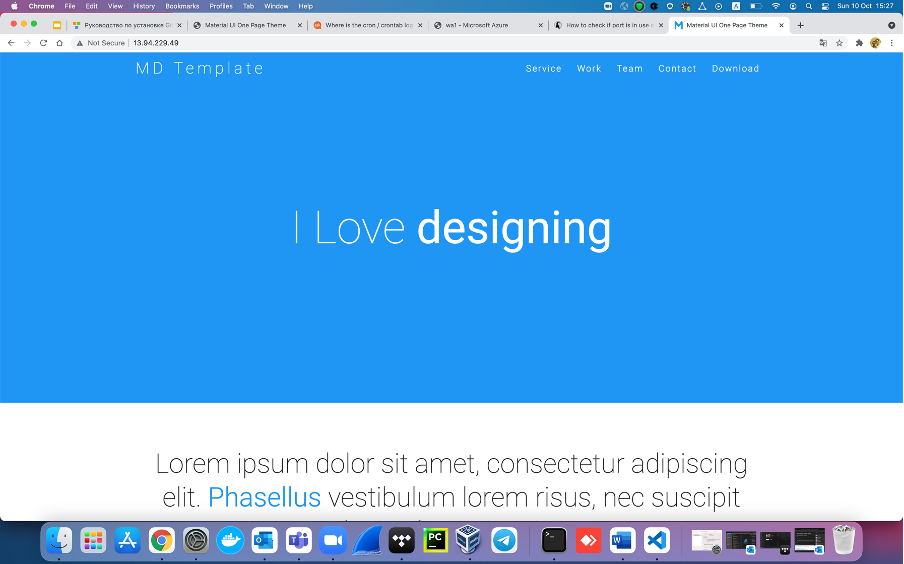 Chrome File Edit View History Bookmarks Profiles Tab Window Help
A Sun 10 Oct 15:27
Руководство по установке Gi
Material UI One Page Theme
Where is the cron / crontab log
wa1 - Microsoft Azure
How to check if port is in use o
Material UI One Page Theme
Not Secure 13.94.229.49
MD Template
Service Work Team Contact Download
I Love designing
Lorem ipsum dolor sit amet, consectetur adipiscing
elit. Phasellus vestibulum lorem risus, nec suscipit
PC